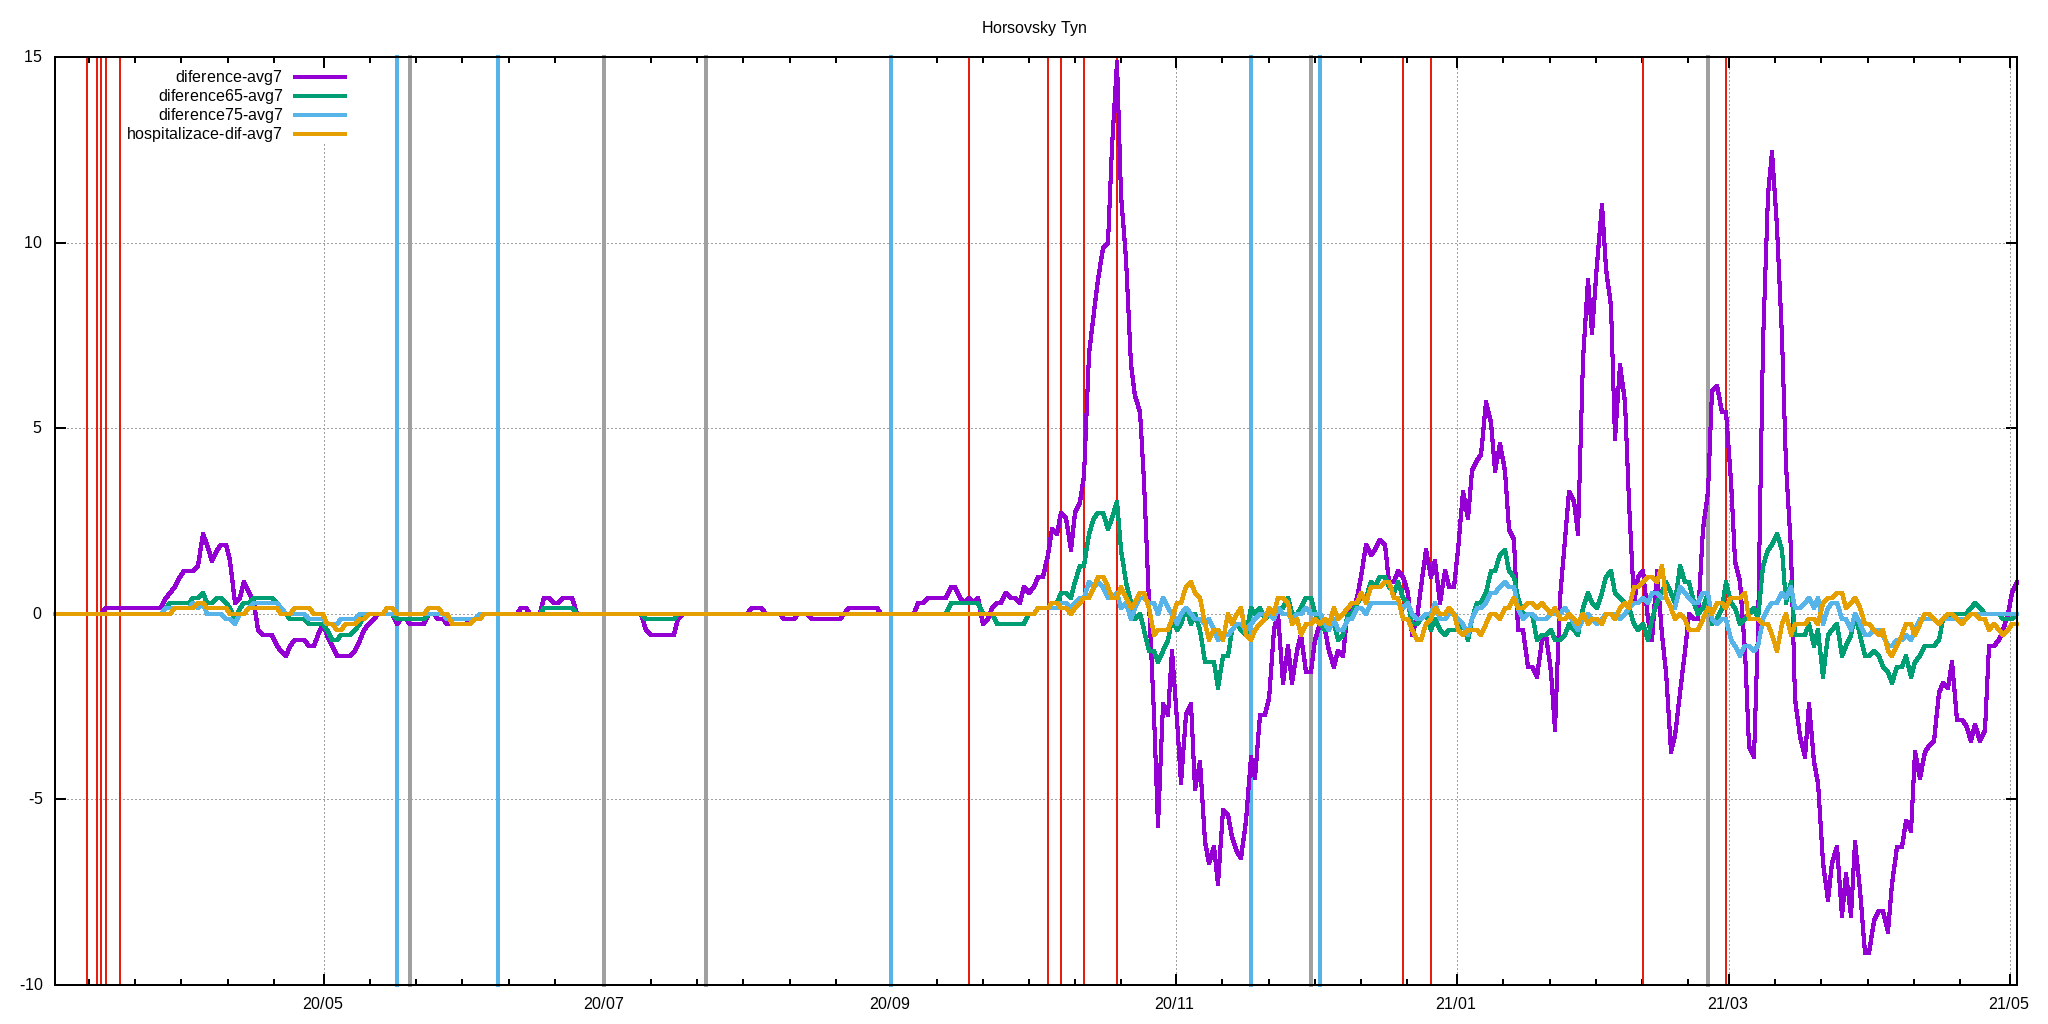 Horsovsky Tyn
15
10
5
0
-5
-10
diference-avg7
diference65-avg7
diference75-avg7
hospitalizace-dif-avg7
20/05
20/07
20/09
20/11
21/01
21/03
21/05